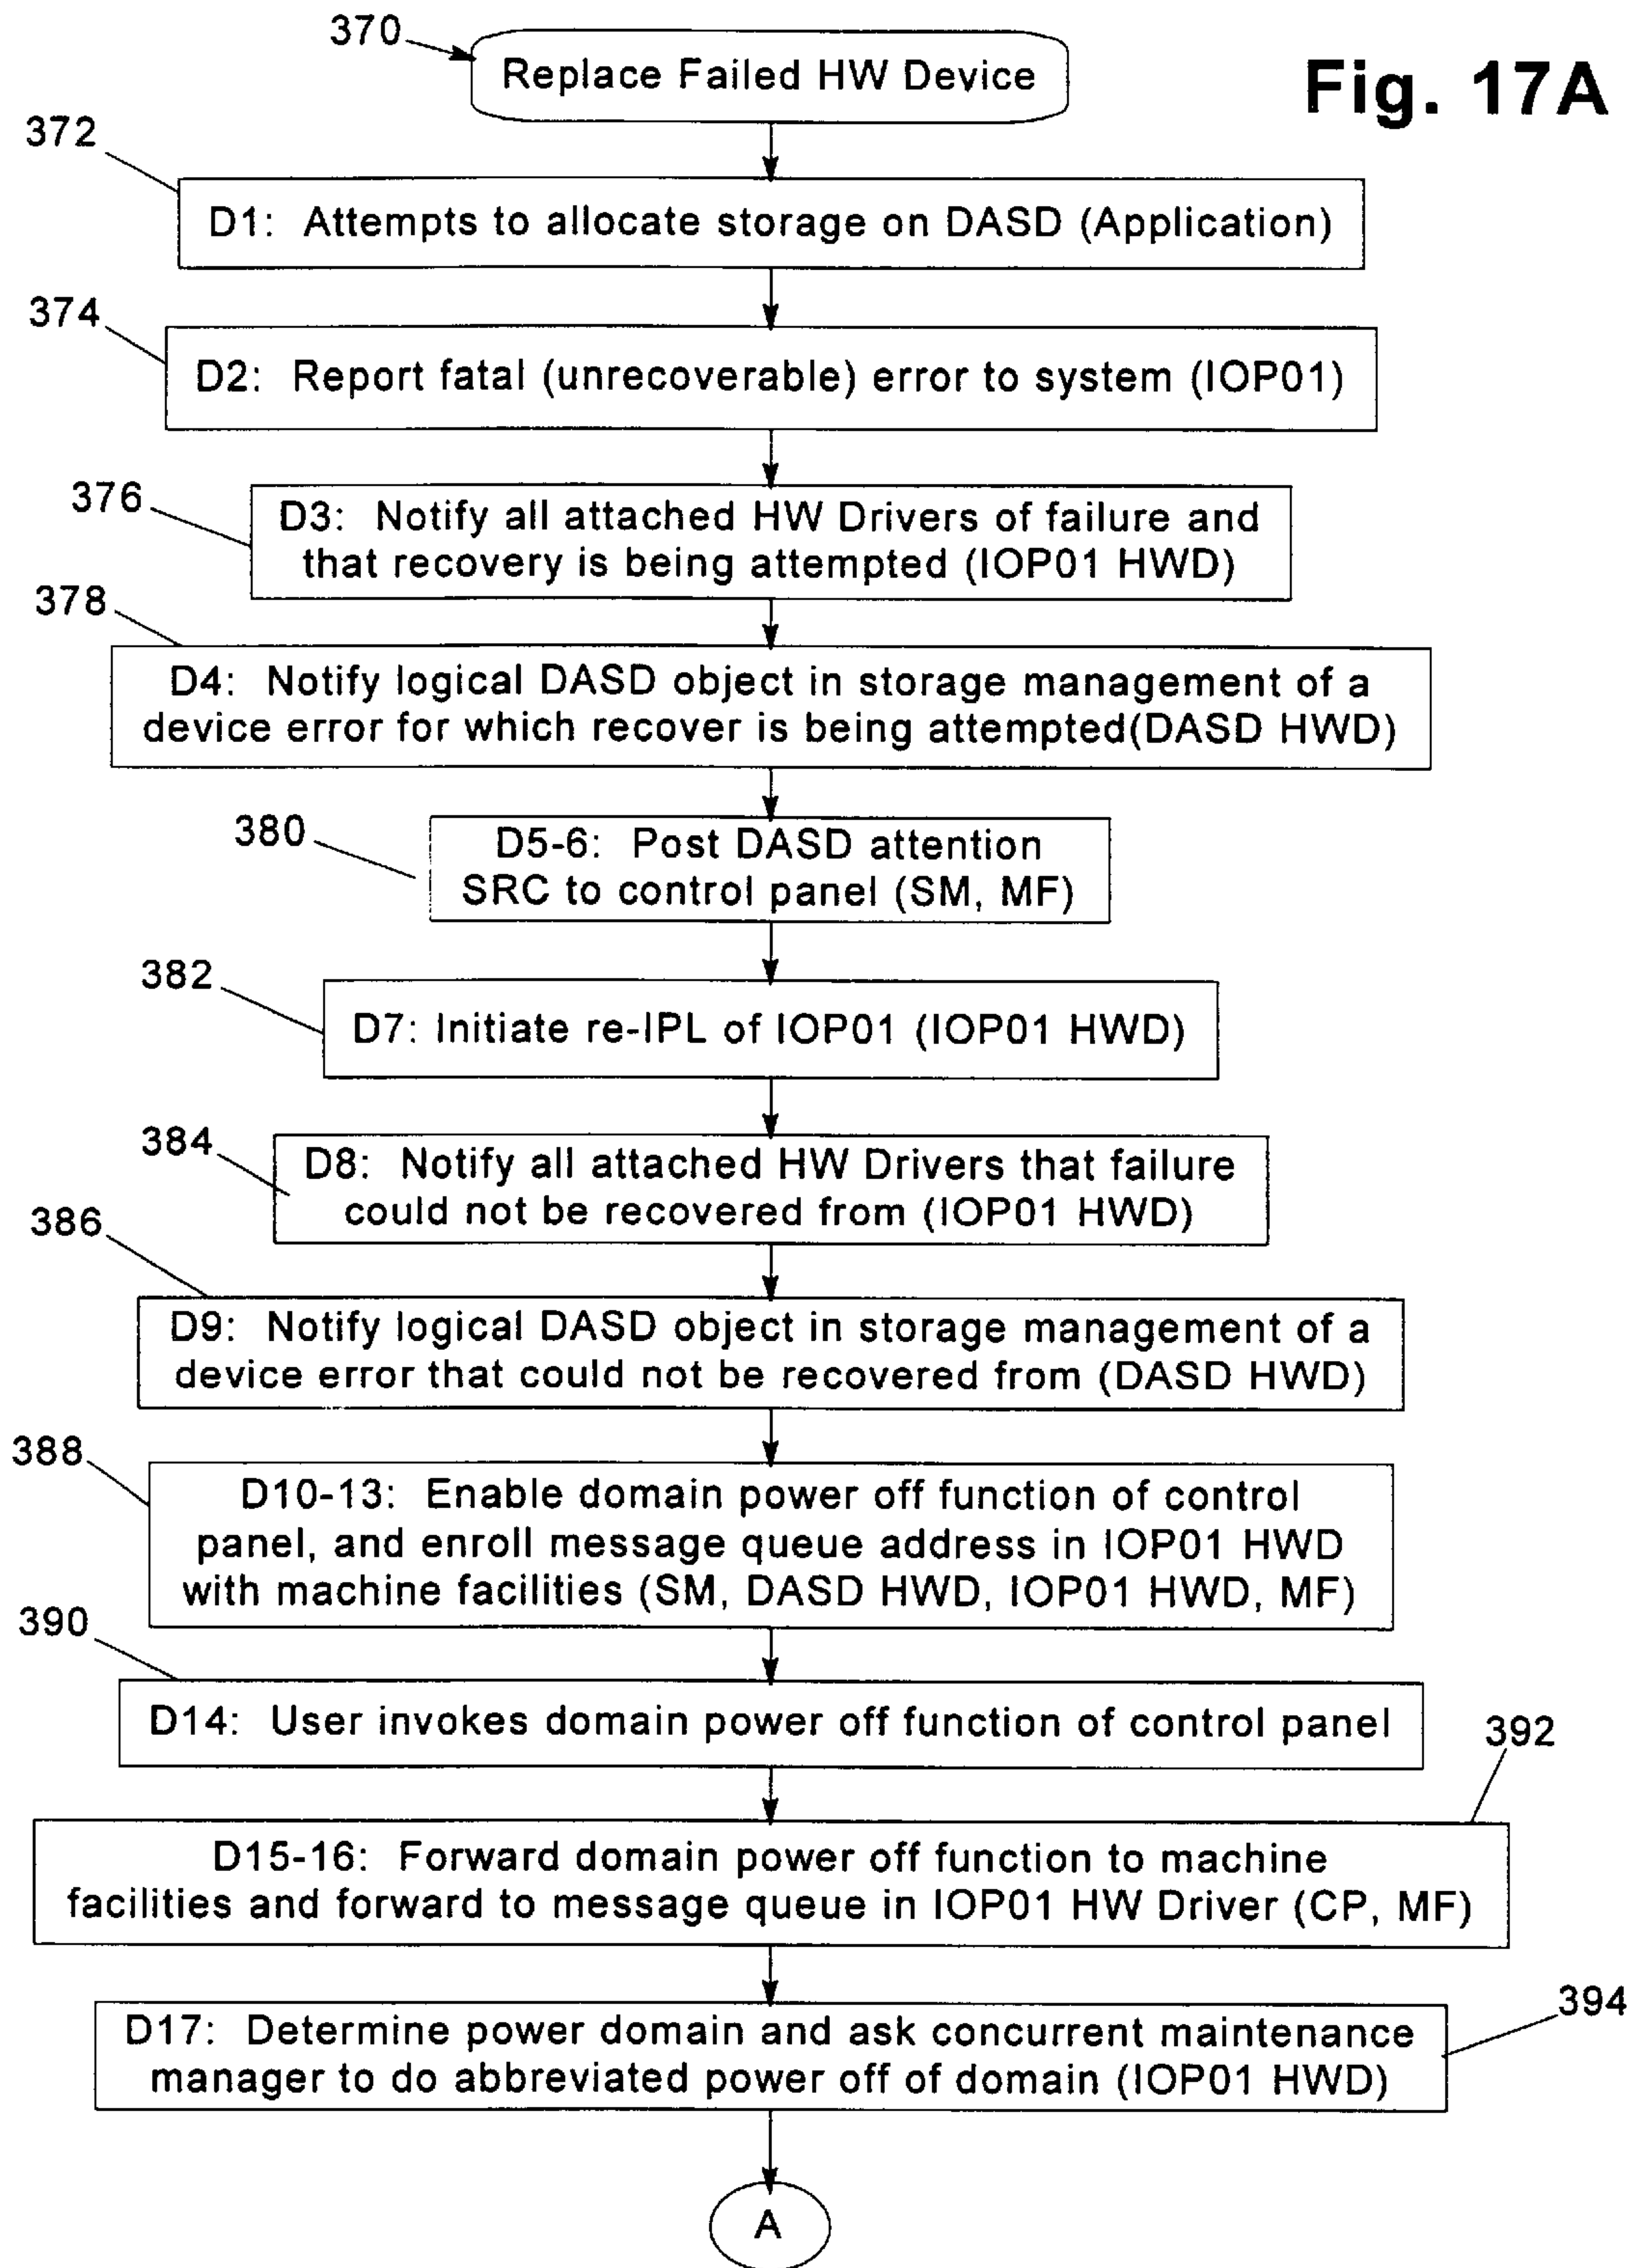 370
Replace Failed HW Device
Fig. 17A
372
D1: Attempts to allocate storage on DASD (Application)
374
D2: Report fatal (unrecoverable) error to system (IOP01)
376
D3: Notify all attached HW Drivers of failure and
that recovery is being attempted (IOP01 HWD)
378
D4: Notify logical DASD object in storage management of a
device error for which recover is being attempted(DASD HWD)
380
D5-6: Post DASD attention
SRC to control panel (SM, MF)
382
D7: Initiate re-IPL of IOP01 (IOP01 HWD)
384
D8: Notify all attached HW Drivers that failure
could not be recovered from (IOP01 HWD)
386
D9: Notify logical DASD object in storage management of a
device error that could not be recovered from (DASD HWD)
388
D10-13: Enable domain power off function of control
panel, and enroll message queue address in IOP01 HWD
with machine facilities (SM, DASD HWD, IOP01 HWD, MF)
390
D14: User invokes domain power off function of control panel
392
D15-16: Forward domain power off function to machine
facilities and forward to message queue in IOP01 HW Driver (CP, MF)
394
D17: Determine power domain and ask concurrent maintenance
manager to do abbreviated power off of domain (IOP01 HWD)
A